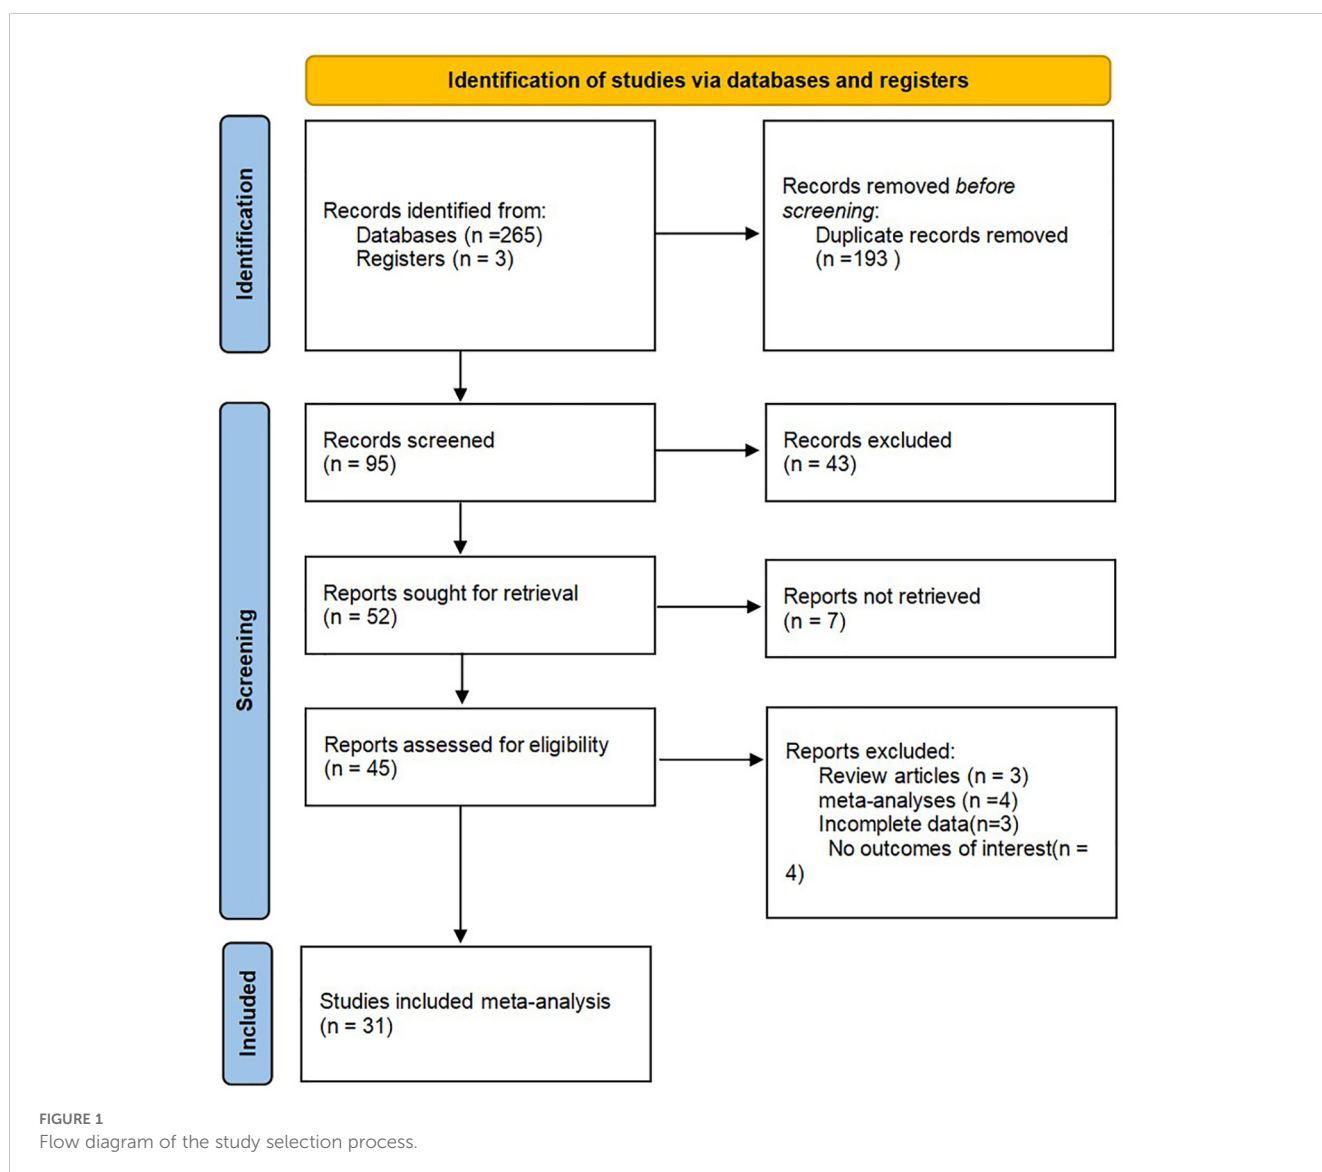 Identification of studies via databases and registers
Identification
Records identified from:
Databases (n =265)
Registers (n = 3)
Records removed before
screening:
Duplicate records removed
(n =193 )
Screening
Records screened
(n = 95)
Records excluded
(n = 43)
Reports sought for retrieval
(n = 52)
Reports not retrieved
(n = 7)
Reports assessed for eligibility
(n = 45)
Reports excluded:
Review articles (n = 3)
meta-analyses (n =4)
Incomplete data(n=3)
No outcomes of interest(n =
4)
Included
Studies included meta-analysis
(n = 31)
FIGURE 1
Flow diagram of the study selection process.